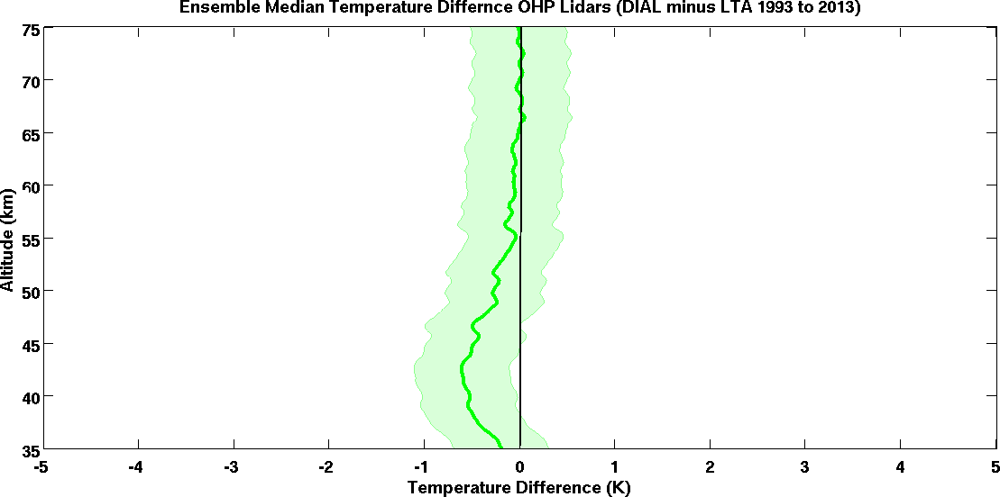 Ensemble Median Temperature Differnce OHP Lidars (DIAL minus LTA 1993 to 2013)
75
70
65
60
55
50
45
40
35
Altitude (km)
-5 -4 -3 -2 -1 0 1 2 3 4 5
Temperature Difference (K)